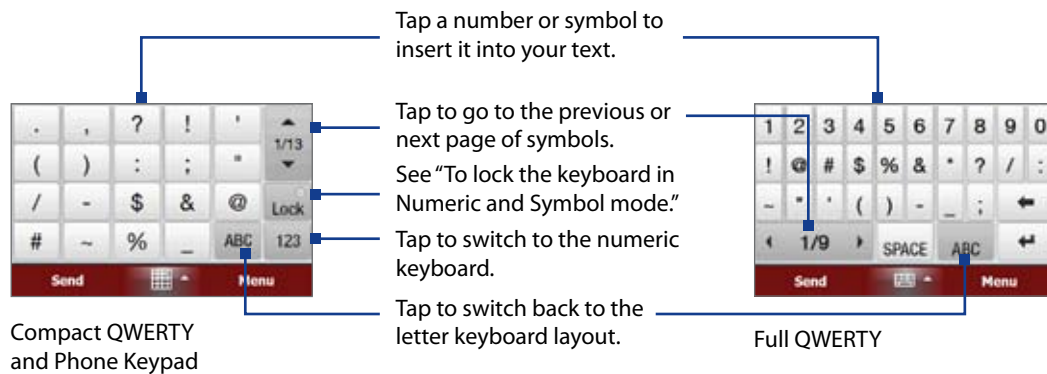 Tap a number or symbol to
insert it into your text.
Tap to go to the previous or
next page of symbols.
See “To lock the keyboard in
Numeric and Symbol mode.”
Tap to switch to the numeric
keyboard.
Tap to switch back to the
letter keyboard layout.
. , ? ! ' 1/13
( ) : ; "
/ - $ & @ Lock
# ~ % _ ABC 123
Send Menu
Compact QWERTY
and Phone Keypad
1 2 3 4 5 6 7 8 9 0
! @ # $ % & * ? / :
~ " ' ( ) - _ ;
1/9 SPACE ABC
Send Menu
Full QWERTY